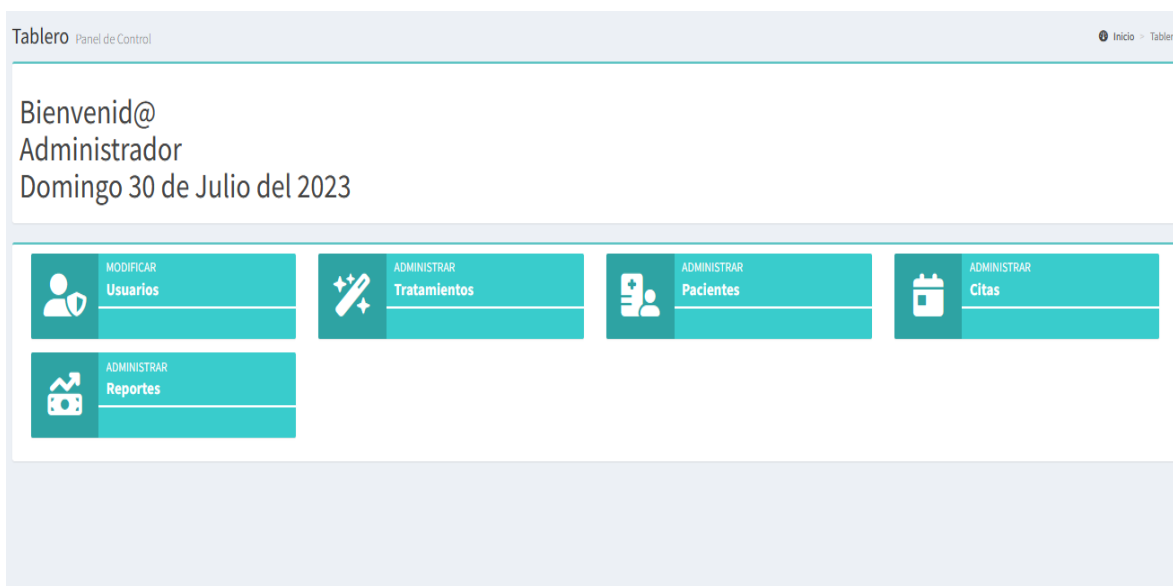 Tablero Panel de Control
Inicio > Tabler
Bienvenid@
Administrador
Domingo 30 de Julio del 2023
MODIFICAR
Usuarios
ADMINISTRAR
Tratamientos
ADMINISTRAR
Pacientes
ADMINISTRAR
Citas
ADMINISTRAR
Reportes